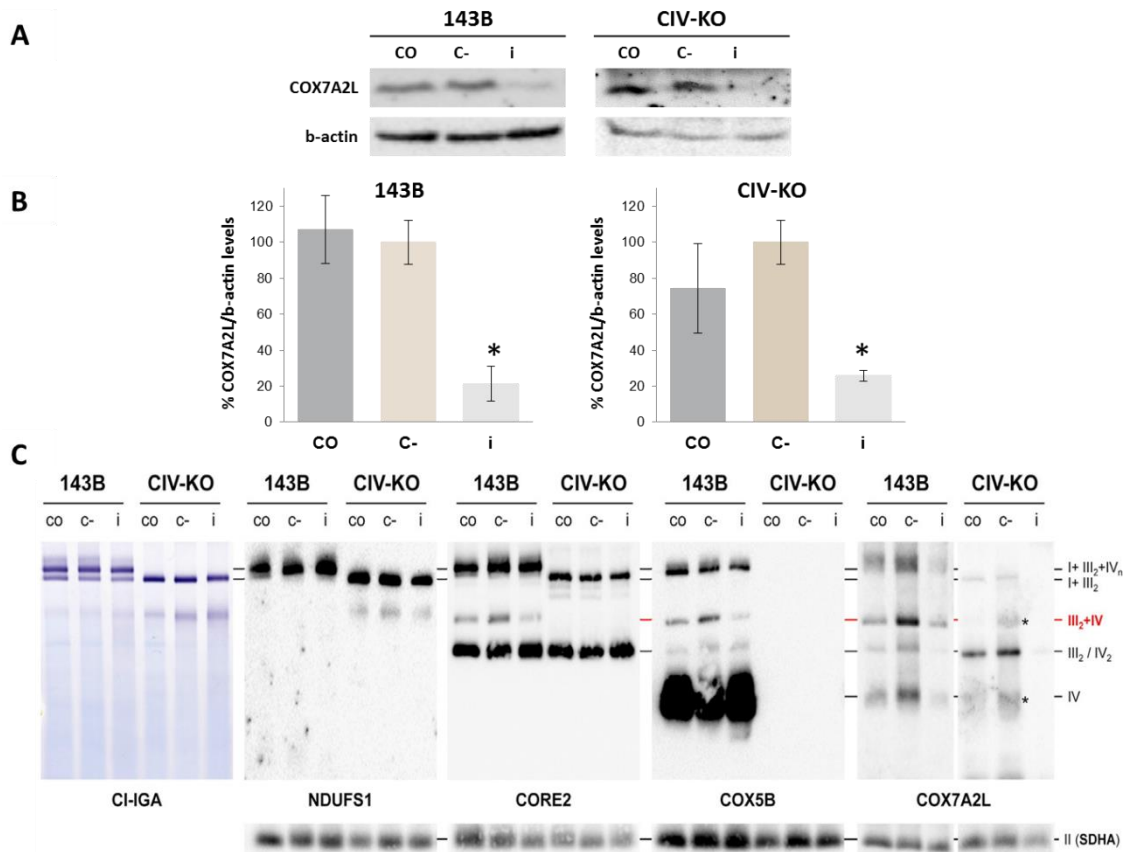 A
143B CIV-KO
CO C- i CO C- i
COX7A2L
b-actin
B
143B CIV-KO
% COX7A2L/b-actin levels
120
100
80
60
40
20
0
*
CO C- i
% COX7A2L/b-actin levels
120
100
80
60
40
20
0
*
CO C- i
C
143B CIV-KO 143B CIV-KO 143B CIV-KO 143B CIV-KO 143B CIV-KO
co c- i co c- i co c- i co c- i co c- i co c- i co c- i co c- i co c- i co c- i
I+ III₂+IVₙ
I+ III₂
* III₂+IV
III₂ / IV₂
* IV
CI-IGA NDUFS1 CORE2 COX5B COX7A2L
II (SDHA)